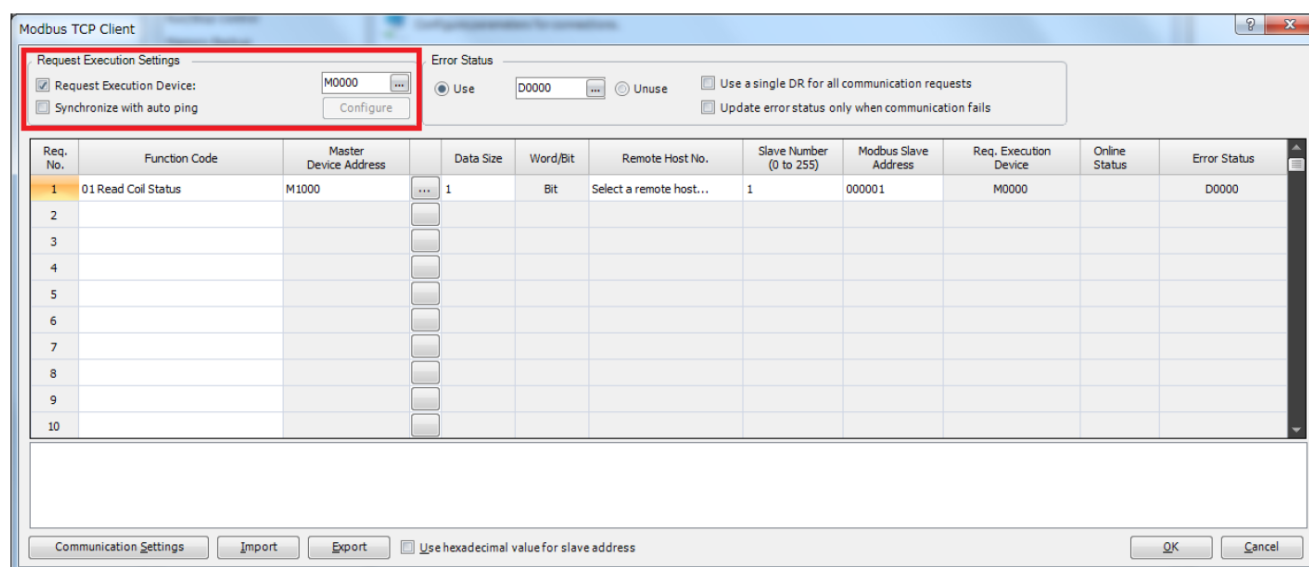 Configure parameters for connections.
Modbus TCP Client
Request Execution Settings
Request Execution Device:
M0000
...
Synchronize with auto ping
Configure
Error Status
Use
D0000
...
Unuse
Use a single DR for all communication requests
Update error status only when communication fails
Req. No. Function Code Master Device Address Data Size Word/Bit Remote Host No. Slave Number (0 to 255) Modbus Slave Address Req. Execution Device Online Status Error Status
1 01 Read Coil Status M1000 ... 1 Bit Select a remote host... 1 000001 M0000 D0000
2
3
4
5
6
7
8
9
10
Communication Settings Import Export Use hexadecimal value for slave address OK Cancel